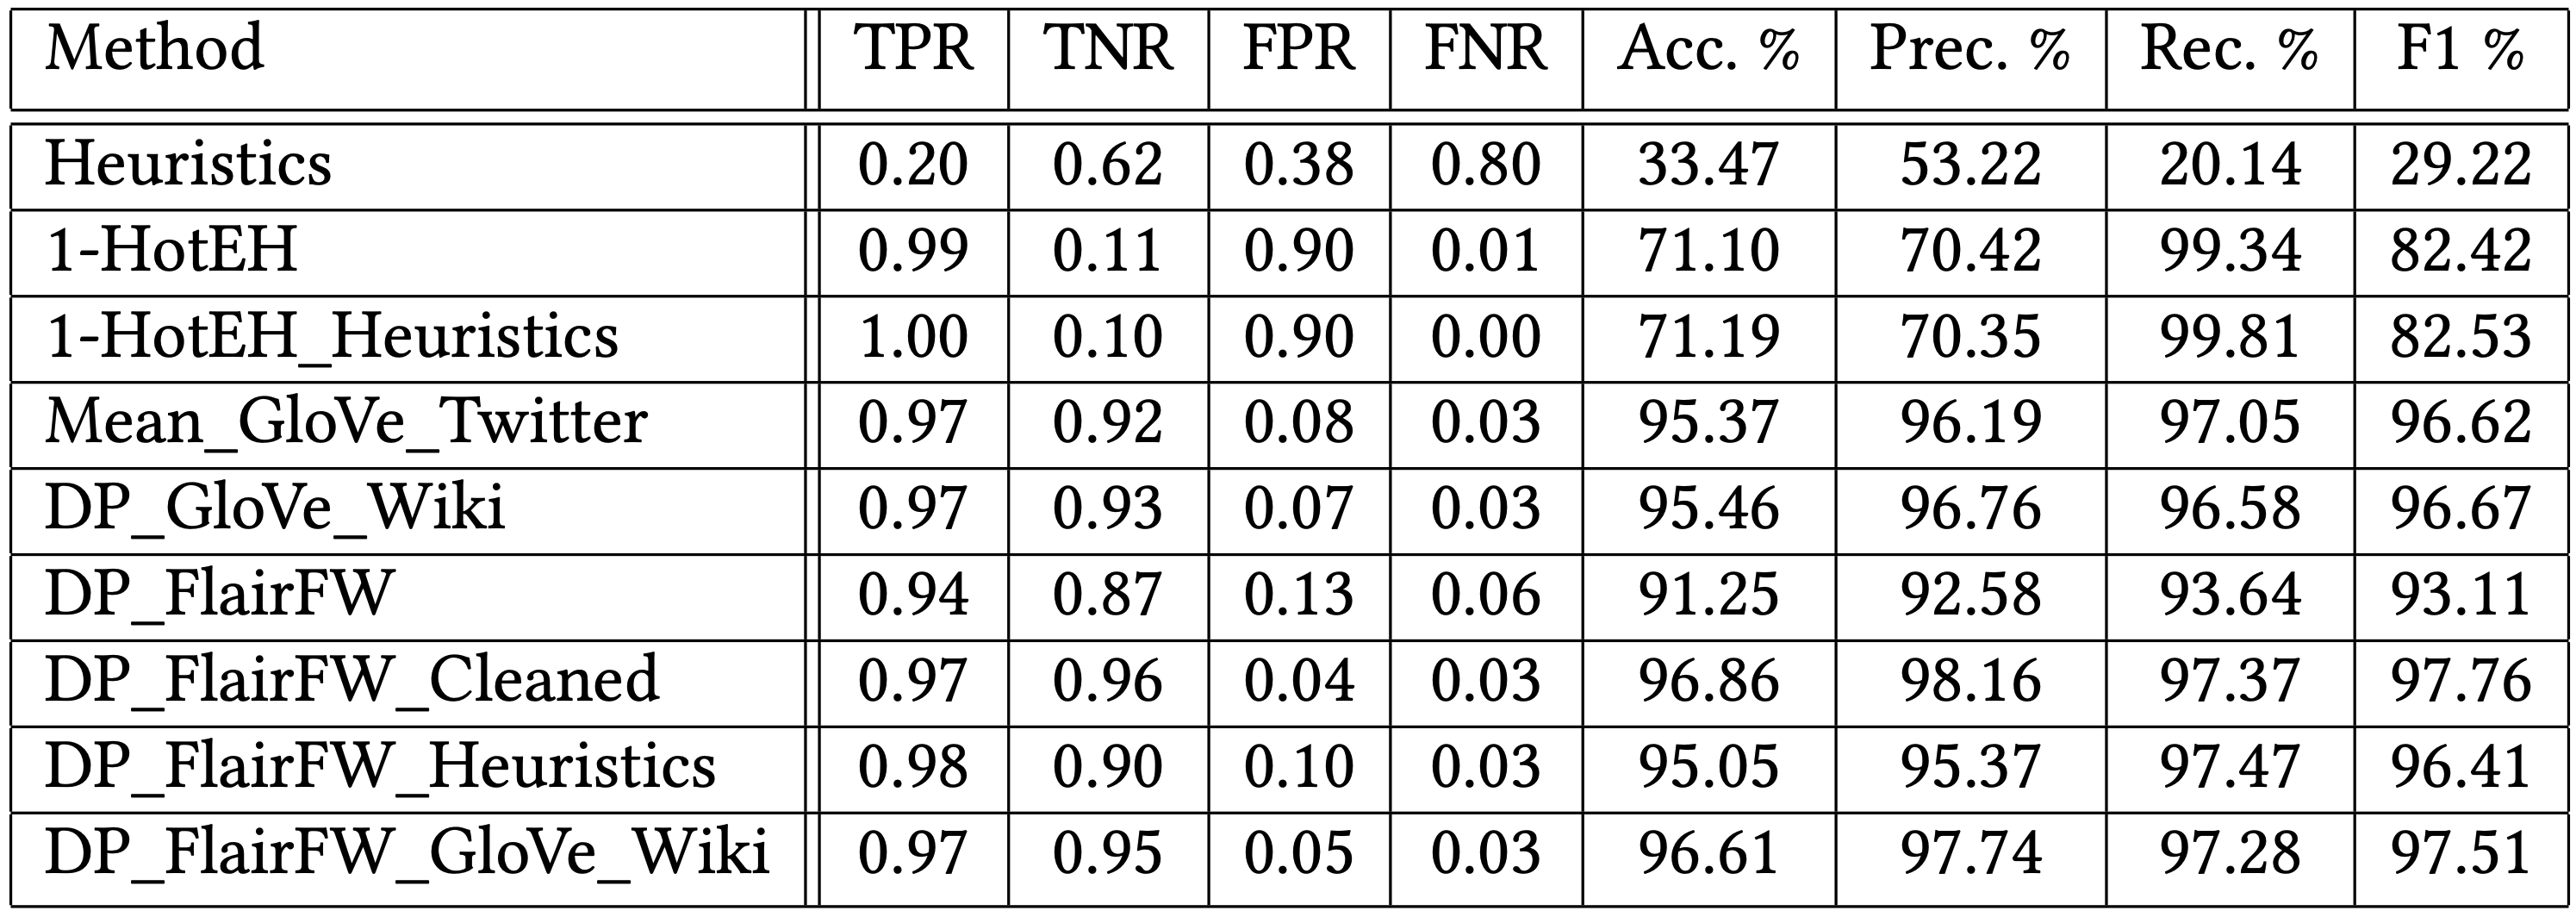 Method TPR TNR FPR FNR Acc. % Prec. % Rec. % F1 %
Heuristics 0.20 0.62 0.38 0.80 33.47 53.22 20.14 29.22
1-HotEH 0.99 0.11 0.90 0.01 71.10 70.42 99.34 82.42
1-HotEH_Heuristics 1.00 0.10 0.90 0.00 71.19 70.35 99.81 82.53
Mean_GloVe_Twitter 0.97 0.92 0.08 0.03 95.37 96.19 97.05 96.62
DP_GloVe_Wiki 0.97 0.93 0.07 0.03 95.46 96.76 96.58 96.67
DP_FlairFW 0.94 0.87 0.13 0.06 91.25 92.58 93.64 93.11
DP_FlairFW_Cleaned 0.97 0.96 0.04 0.03 96.86 98.16 97.37 97.76
DP_FlairFW_Heuristics 0.98 0.90 0.10 0.03 95.05 95.37 97.47 96.41
DP_FlairFW_GloVe_Wiki 0.97 0.95 0.05 0.03 96.61 97.74 97.28 97.51